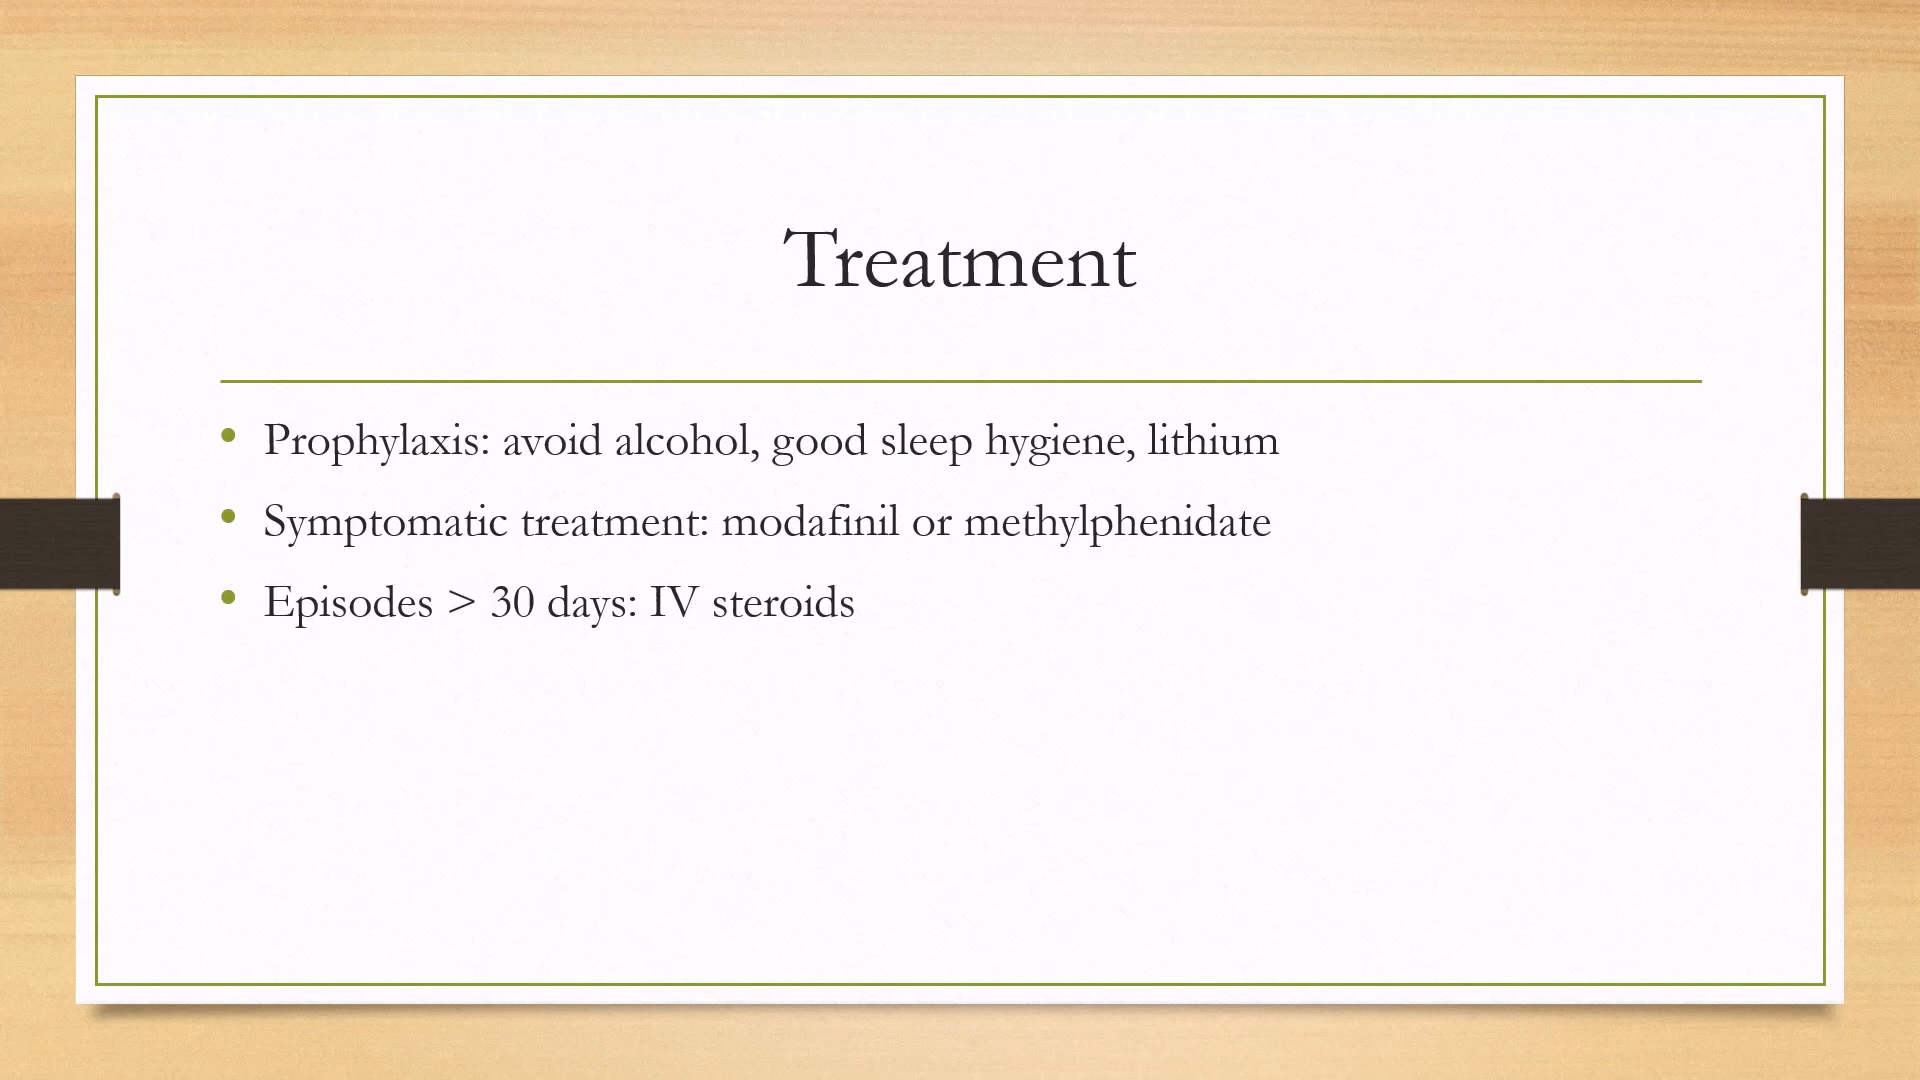 Treatment
• Prophylaxis: avoid alcohol, good sleep hygiene, lithium
• Symptomatic treatment: modafinil or methylphenidate
• Episodes > 30 days: IV steroids